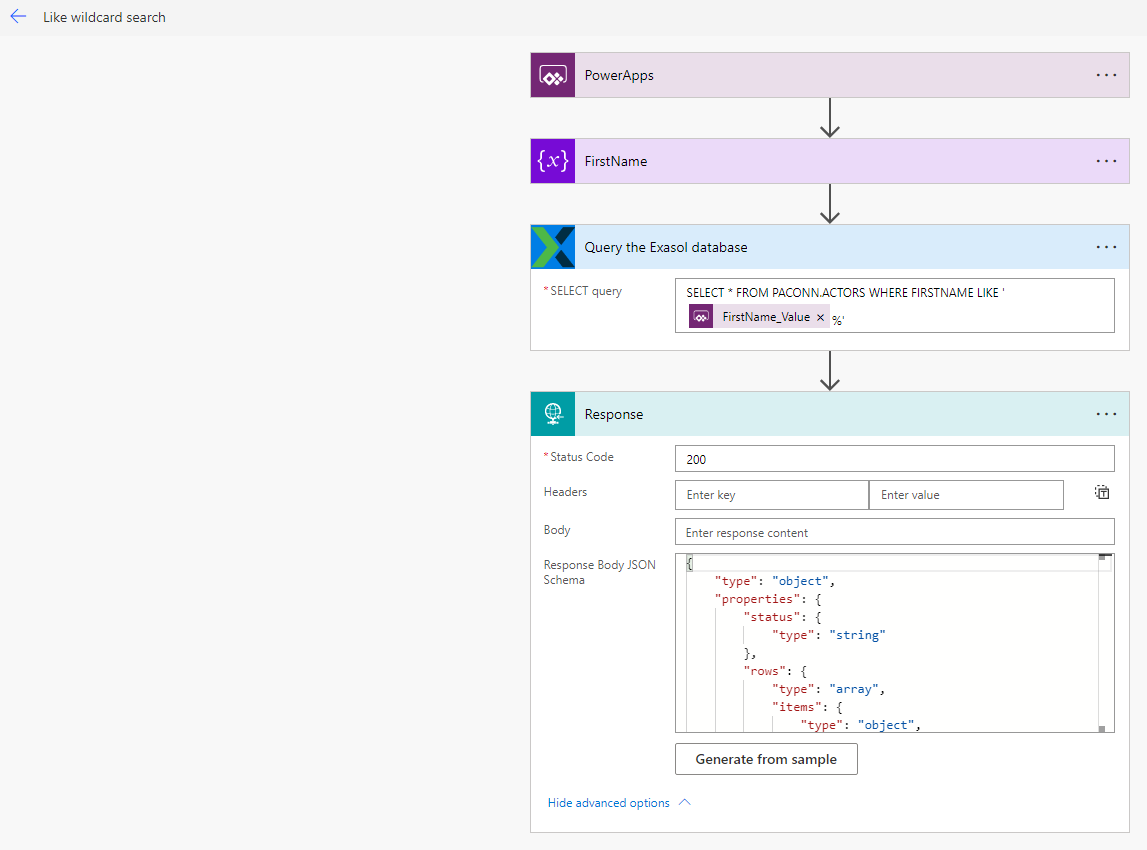 Like wildcard search
PowerApps
{x} FirstName
Query the Exasol database
* SELECT query
SELECT * FROM PACONN.ACTORS WHERE FIRSTNAME LIKE '
FirstName_Value × %'
Response
* Status Code
200
Headers
Enter key
Enter value
Body
Enter response content
Response Body JSON
Schema
{
"type": "object",
"properties": {
"status": {
"type": "string"
},
"rows": {
"type": "array",
"items": {
"type": "object",
Generate from sample
Hide advanced options